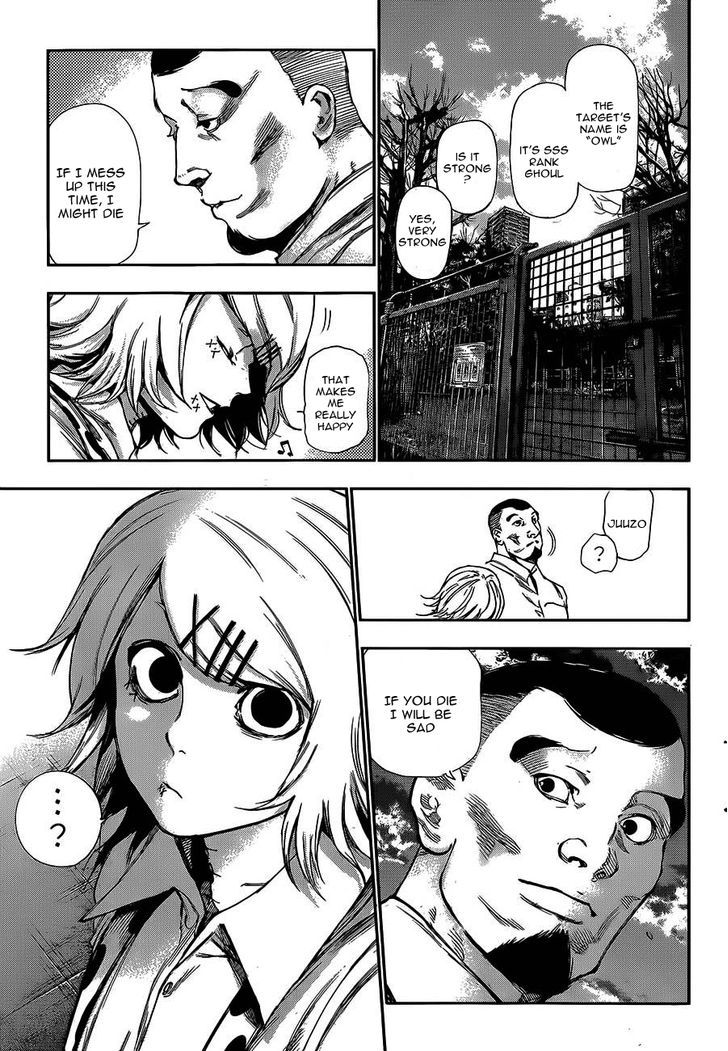 THE
TARGET'S
NAME IS
"OWL"
IT'S SSS
RANK
GHOUL
IS IT
STRONG
?
YES,
VERY
STRONG
IF I MESS
UP THIS
TIME, I
MIGHT DIE
THAT
MAKES
ME
REALLY
HAPPY
JUUZO
?
IF YOU DIE
I WILL BE
SAD
...
?